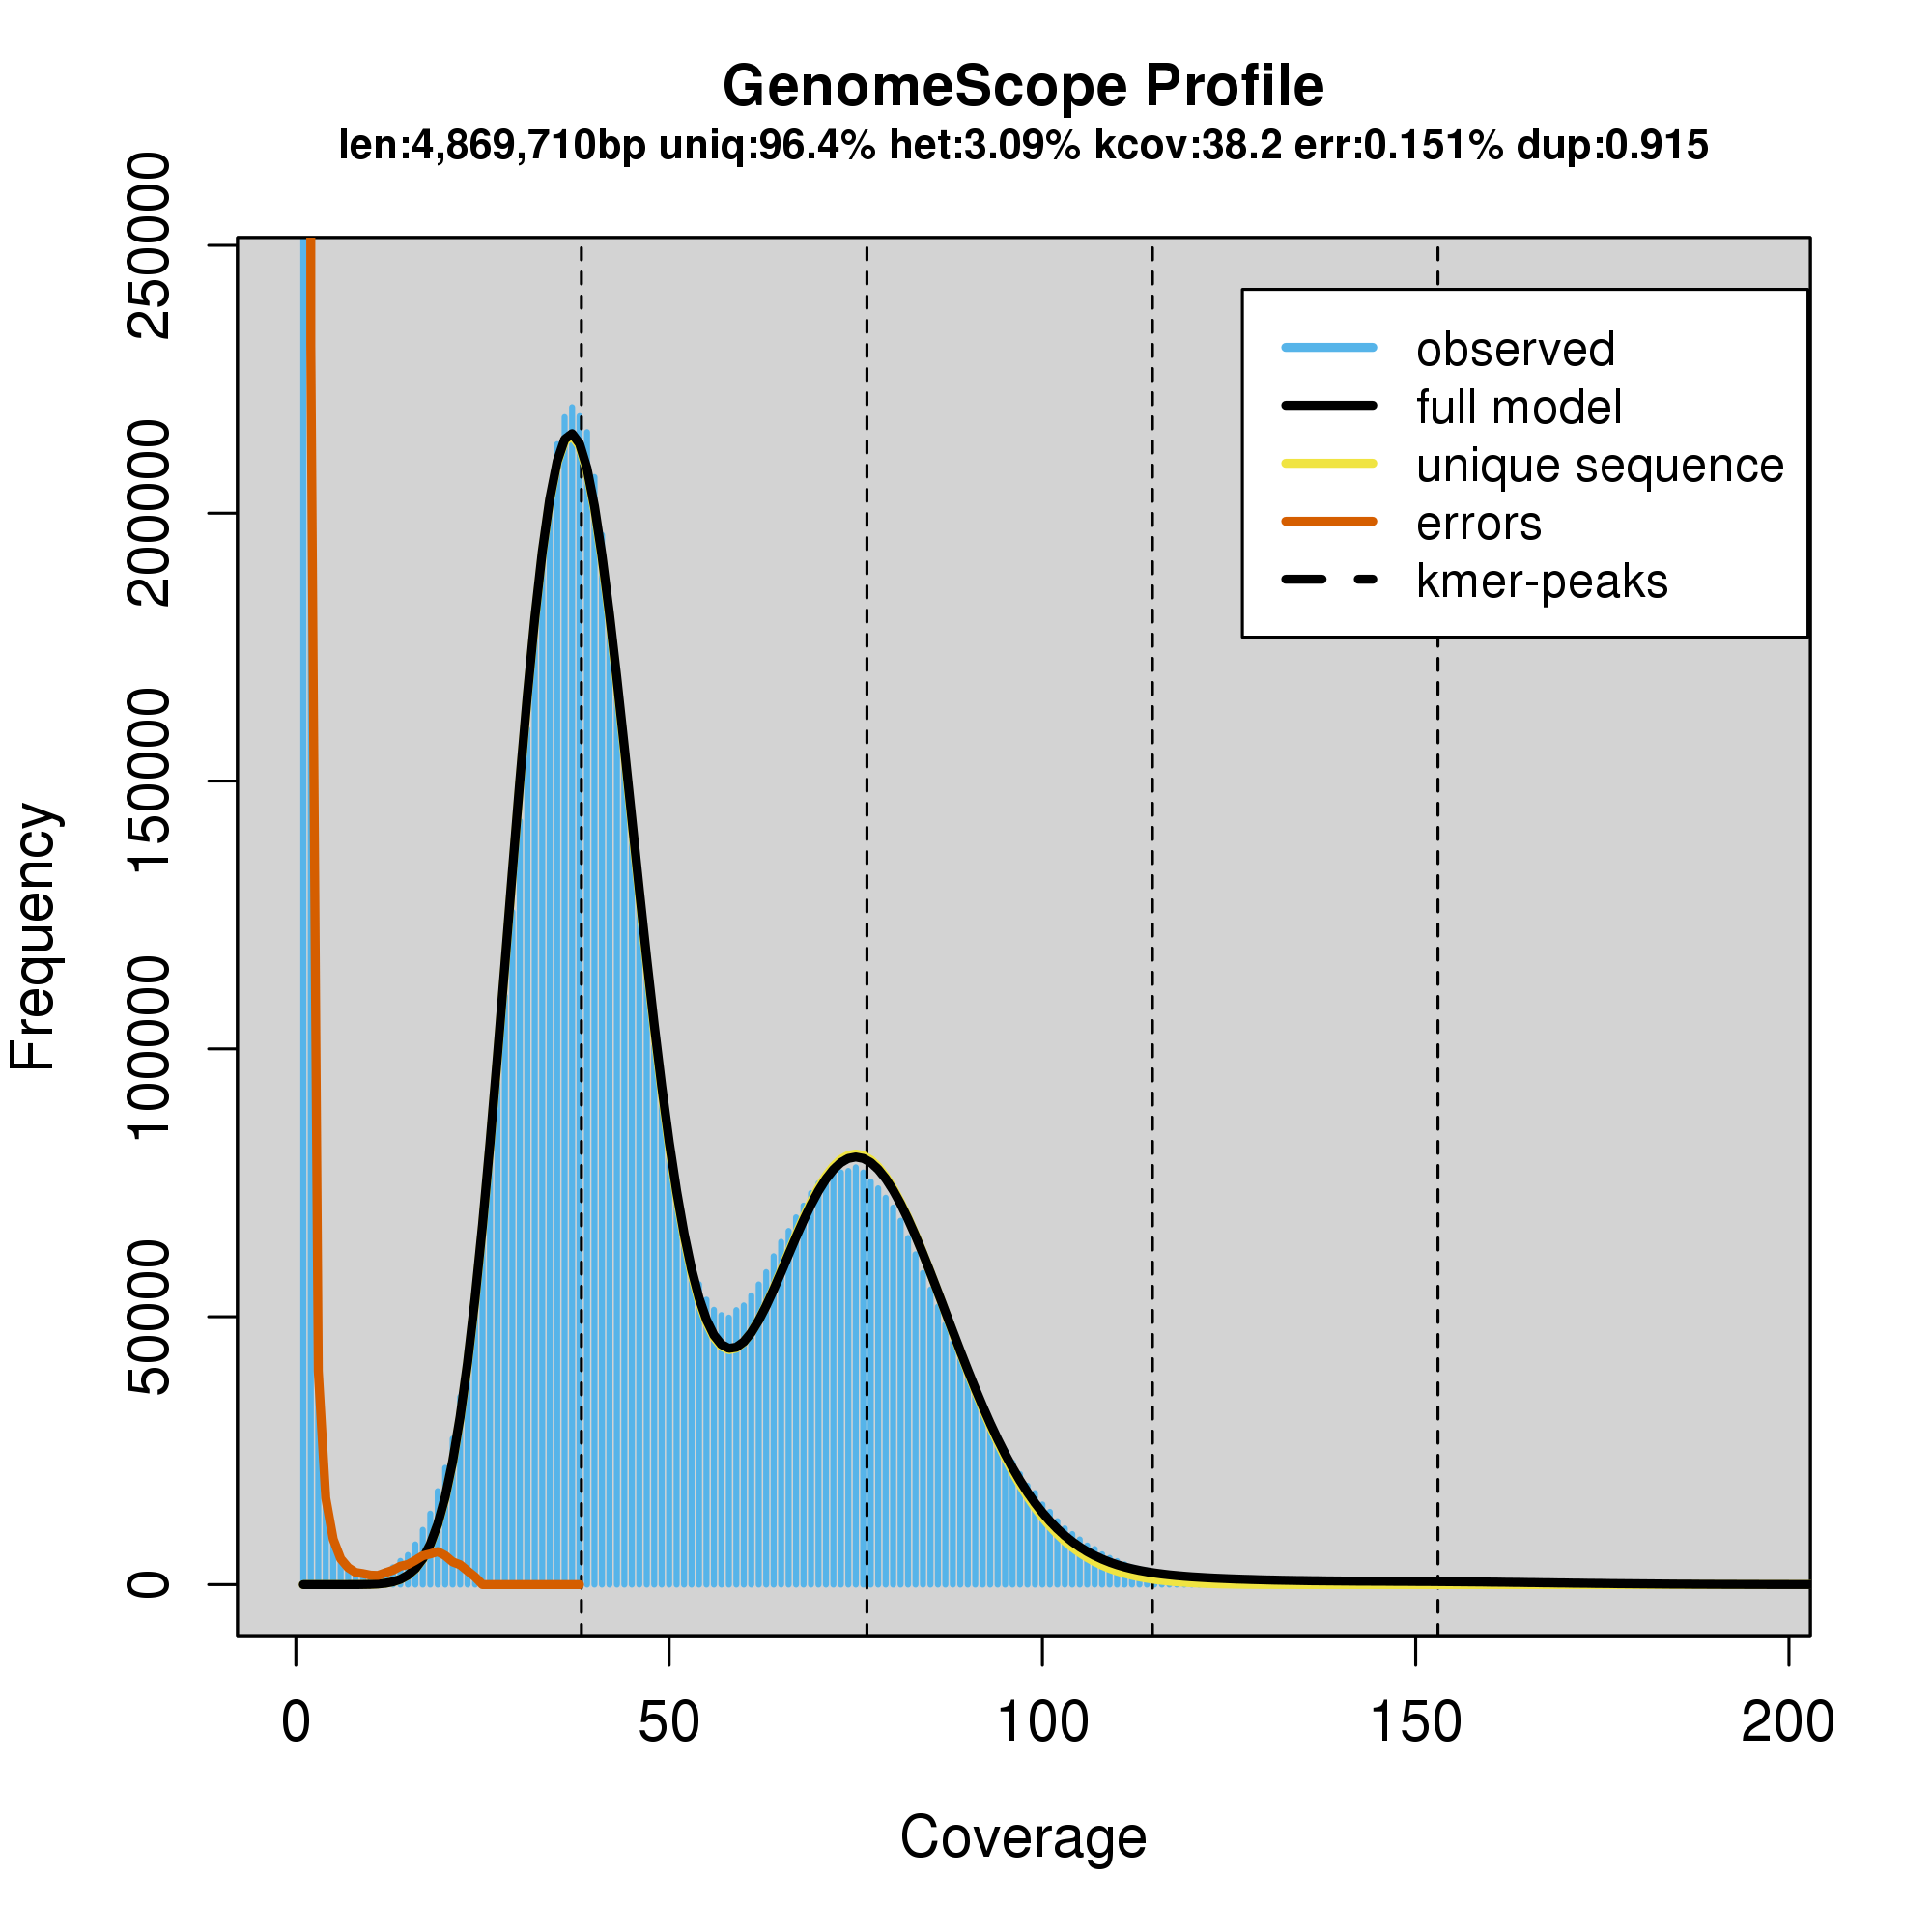 GenomeScope Profile
len:4,869,710bp uniq:96.4% het:3.09% kcov:38.2 err:0.151% dup:0.915
Frequency
250000
200000
150000
100000
50000
0
observed
full model
unique sequence
errors
kmer-peaks
0 50 100 150 200
Coverage